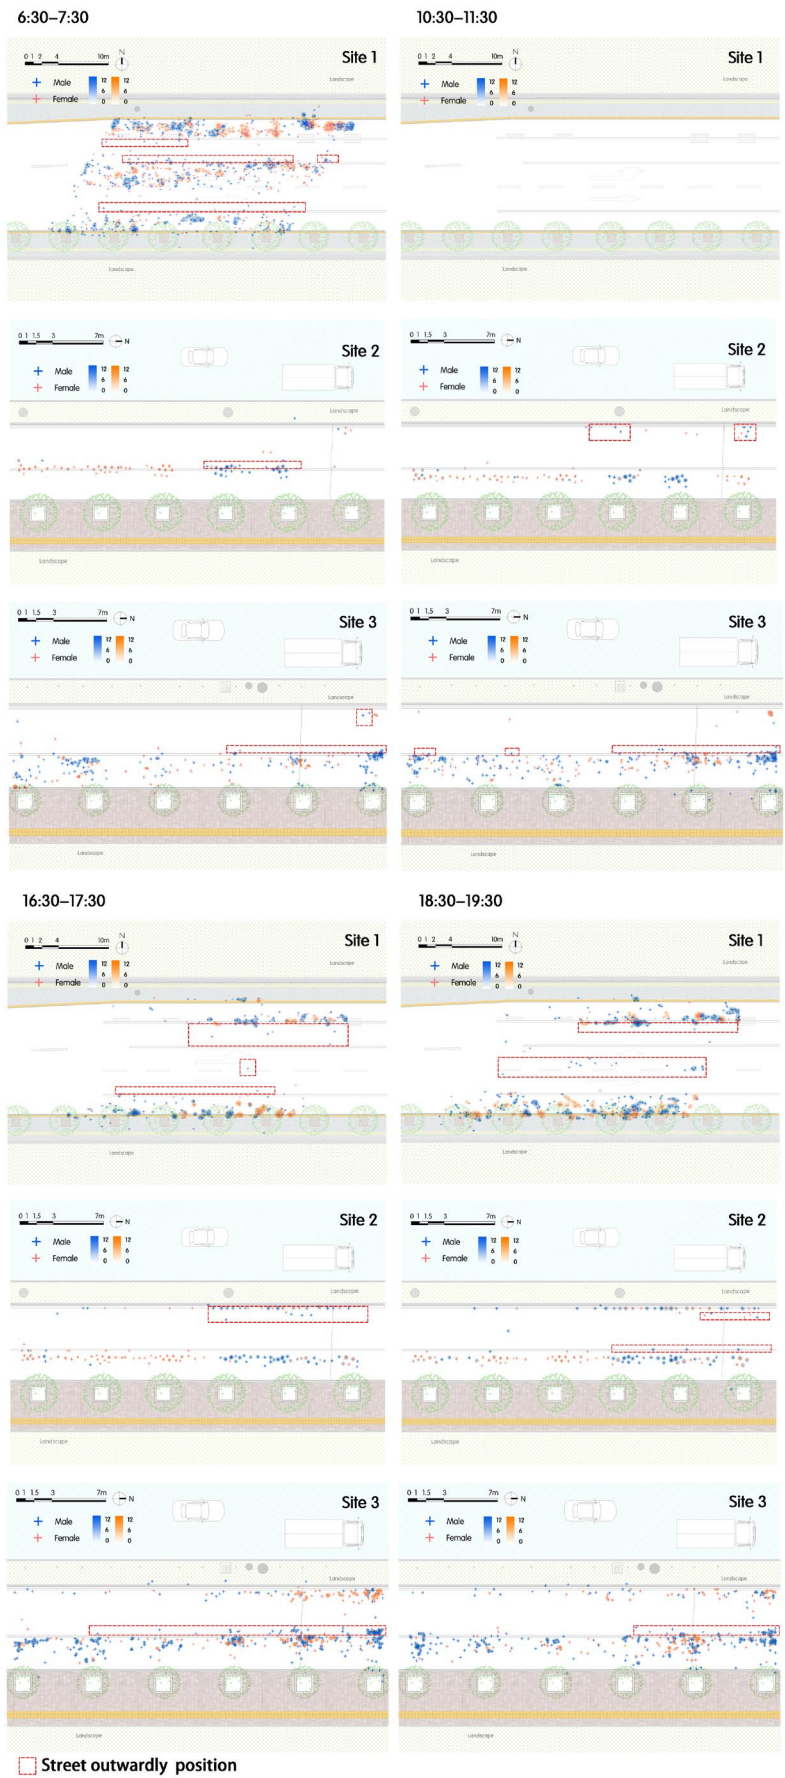 6:30–7:30
10:30–11:30
0 1 2 4 10m
N
Site 1
Landscape
Male
Female
12
6
0
12
6
0
Landscape
0 1 2 4 10m
N
Site 1
Landscape
Male
Female
12
6
0
12
6
0
Landscape
0 1 1.5 3 7m
N
Site 2
Male
Female
12
6
0
12
6
0
Landscape
Landscape
0 1 1.5 3 7m
N
Site 2
Male
Female
12
6
0
12
6
0
Landscape
Landscape
0 1 1.5 3 7m
N
Site 3
Male
Female
12
6
0
12
6
0
Landscape
Landscape
0 1 1.5 3 7m
N
Site 3
Male
Female
12
6
0
12
6
0
Landscape
Landscape
16:30–17:30
18:30–19:30
0 1 2 4 10m
N
Site 1
Landscape
Male
Female
12
6
0
12
6
0
Landscape
0 1 2 4 10m
N
Site 1
Landscape
Male
Female
12
6
0
12
6
0
Landscape
0 1 1.5 3 7m
N
Site 2
Male
Female
12
6
0
12
6
0
Landscape
Landscape
0 1 1.5 3 7m
N
Site 2
Male
Female
12
6
0
12
6
0
Landscape
Landscape
0 1 1.5 3 7m
N
Site 3
Male
Female
12
6
0
12
6
0
Landscape
Landscape
0 1 1.5 3 7m
N
Site 3
Male
Female
12
6
0
12
6
0
Landscape
Landscape
Street outwardly position